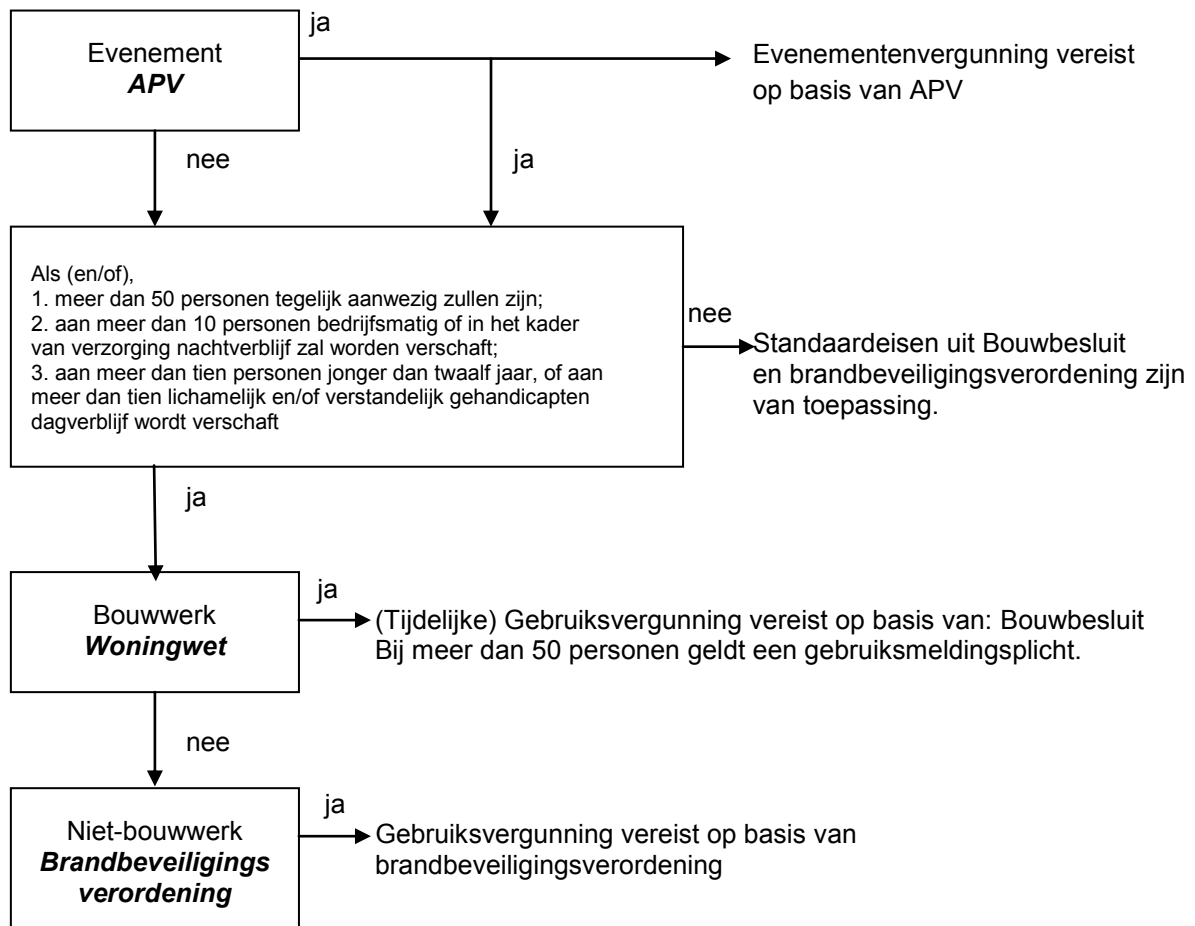 ja
Evenement
APV
Evenementenvergunning vereist
op basis van APV
nee
ja
Als (en/of),
1. meer dan 50 personen tegelijk aanwezig zullen zijn;
2. aan meer dan 10 personen bedrijfsmatig of in het kader
van verzorging nachtverblijf zal worden verschaft;
3. aan meer dan tien personen jonger dan twaalf jaar, of aan
meer dan tien lichamelijk en/of verstandelijk gehandicapten
dagverblijf wordt verschaft
nee
Standaardeisen uit Bouwbesluit
en brandbeveiligingsverordening zijn
van toepassing.
ja
Bouwwerk
Woningwet
ja
(Tijdelijke) Gebruiksvergunning vereist op basis van: Bouwbesluit
Bij meer dan 50 personen geldt een gebruiksmeldingsplicht.
nee
Niet-bouwwerk
Brandbeveiligings
verordening
ja
Gebruiksvergunning vereist op basis van
brandbeveiligingsverordening